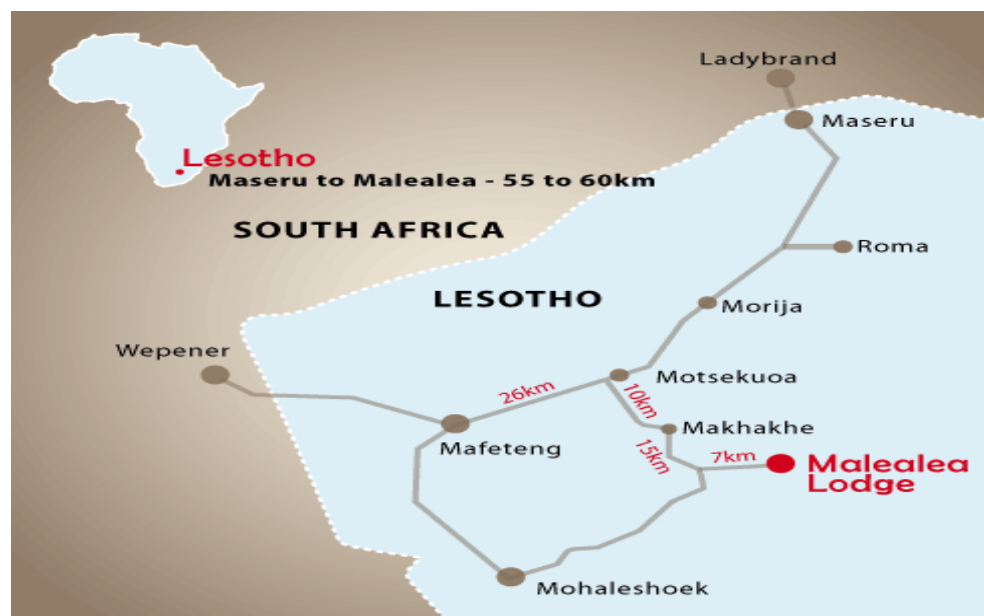 Ladybrand
Maseru
Lesotho
Maseru to Malealea - 55 to 60km
SOUTH AFRICA
Roma
LESOTHO
Morija
Wepener
Motsekuoa
26km
10km
Makhakhe
Mafeteng
15km
7km
Malealea
Lodge
Mohaleshoek